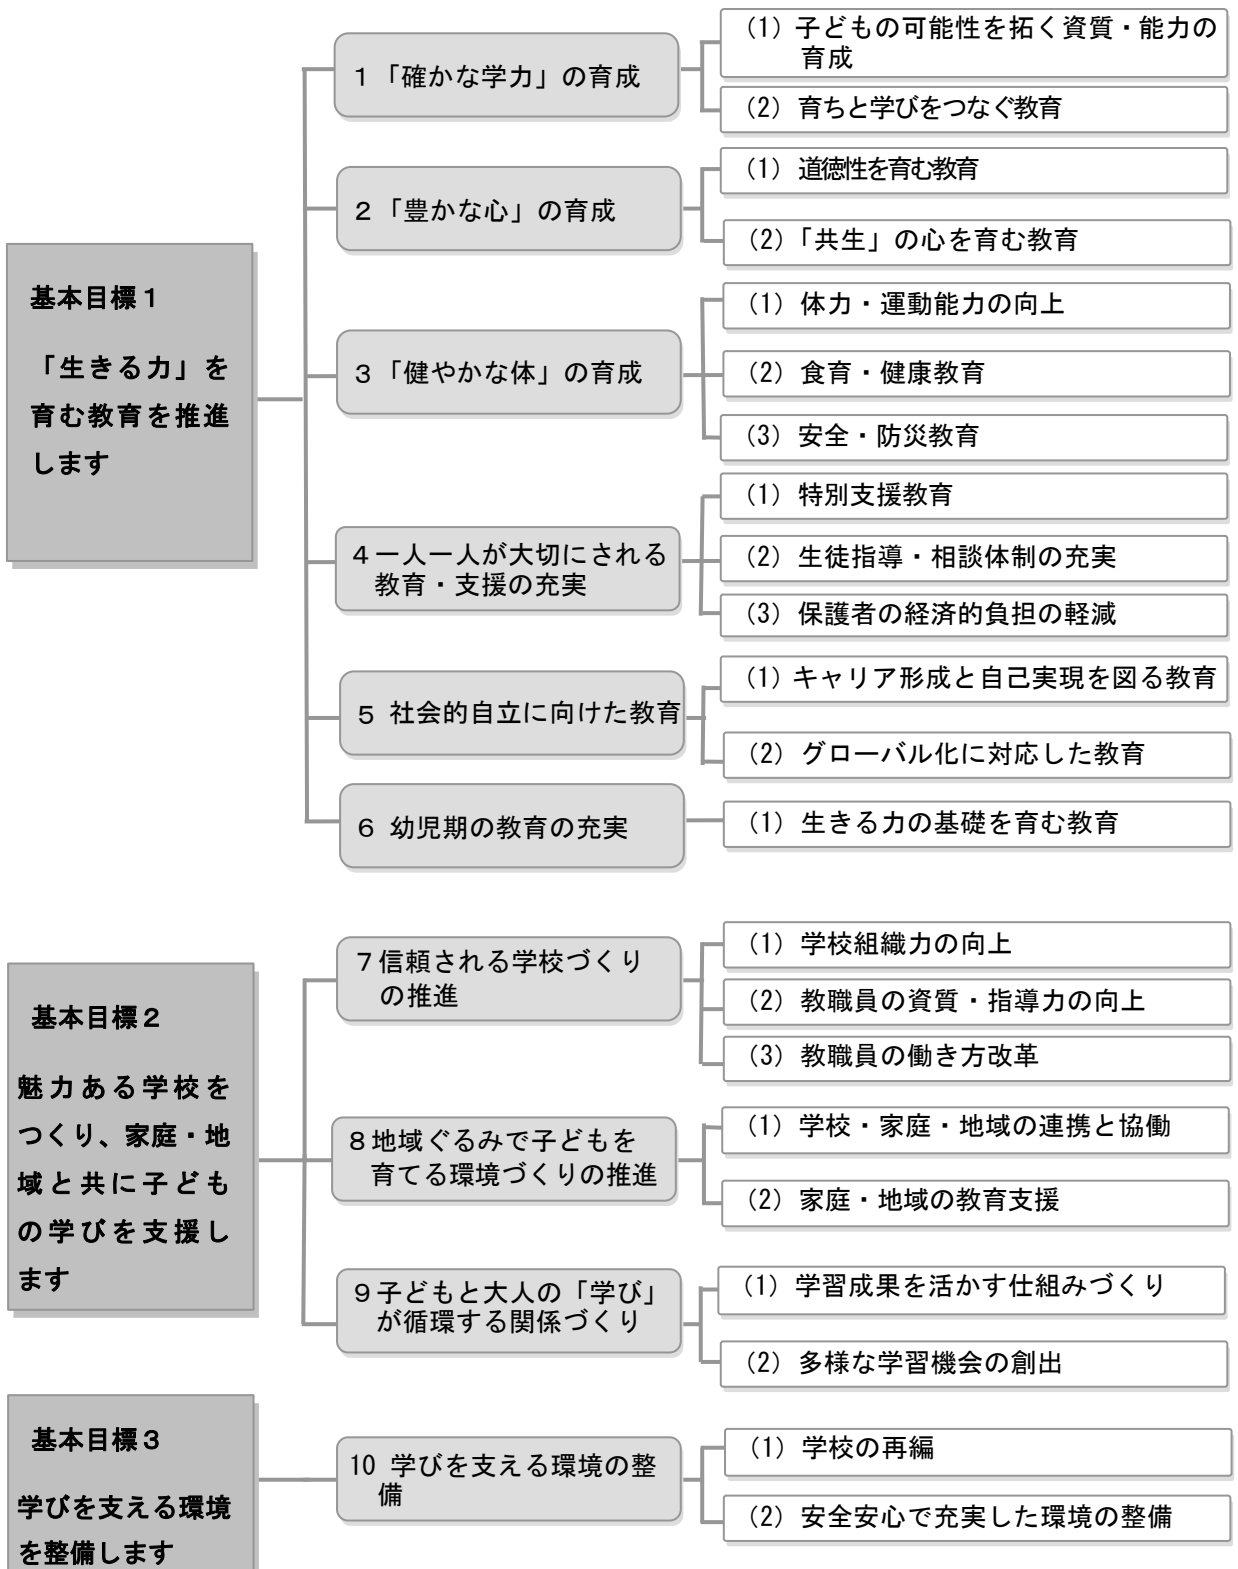 基本目標１
「生きる力」を
育む教育を推進
します
１「確かな学力」の育成
(1) 子どもの可能性を拓く資質・能力の
育成
(2) 育ちと学びをつなぐ教育
２「豊かな心」の育成
(1) 道徳性を育む教育
(2)「共生」の心を育む教育
３「健やかな体」の育成
(1) 体力・運動能力の向上
(2) 食育・健康教育
(3) 安全・防災教育
４一人一人が大切にされる
教育・支援の充実
(1) 特別支援教育
(2) 生徒指導・相談体制の充実
(3) 保護者の経済的負担の軽減
５ 社会的自立に向けた教育
(1) キャリア形成と自己実現を図る教育
(2) グローバル化に対応した教育
６ 幼児期の教育の充実
(1) 生きる力の基礎を育む教育
基本目標２
魅力ある学校を
つくり、家庭・地
域と共に子ども
の学びを支援し
ます
７信頼される学校づくり
の推進
(1) 学校組織力の向上
(2) 教職員の資質・指導力の向上
(3) 教職員の働き方改革
８地域ぐるみで子どもを
育てる環境づくりの推進
(1) 学校・家庭・地域の連携と協働
(2) 家庭・地域の教育支援
９子どもと大人の「学び」
が循環する関係づくり
(1) 学習成果を活かす仕組みづくり
(2) 多様な学習機会の創出
基本目標３
学びを支える環境
を整備します
10 学びを支える環境の整
備
(1) 学校の再編
(2) 安全安心で充実した環境の整備